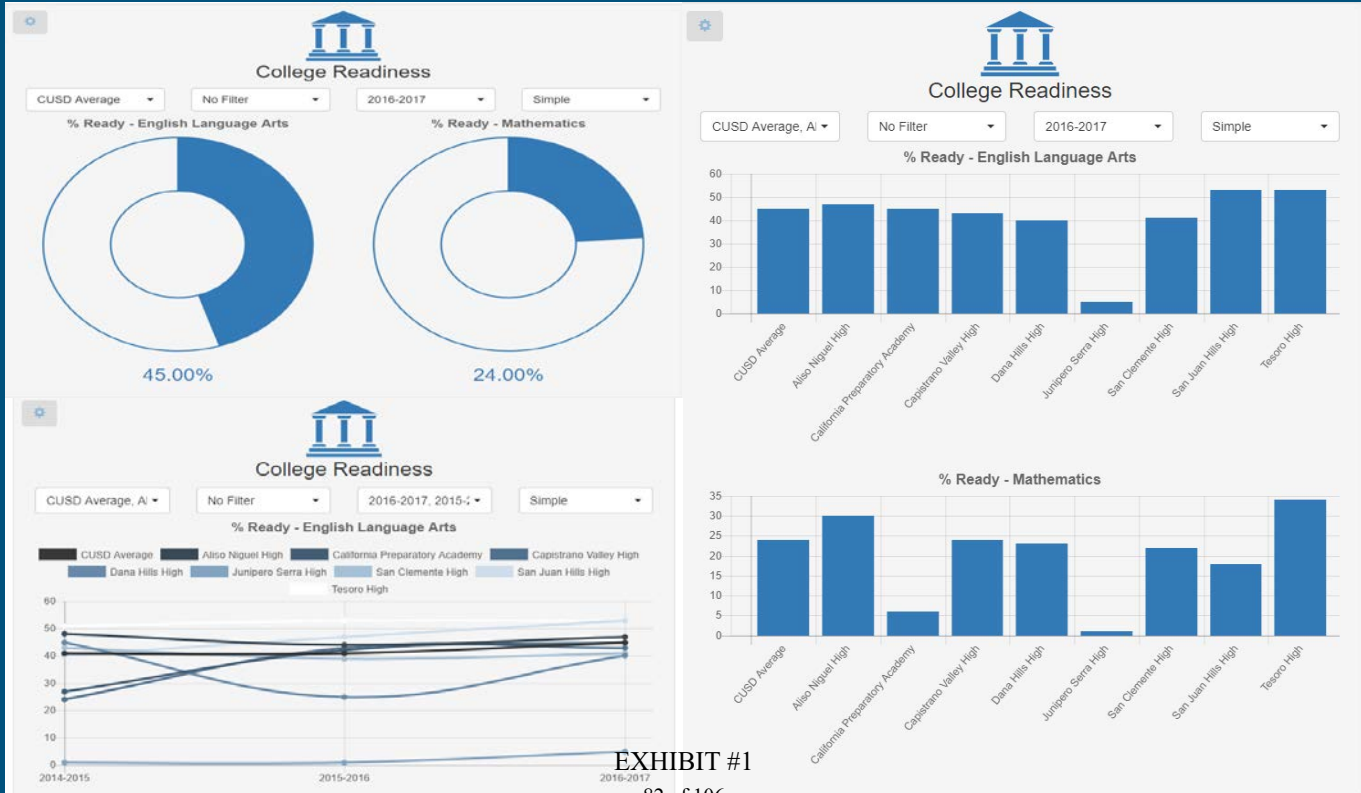 College Readiness
CUSD Average
No Filter
2016-2017
Simple
% Ready - English Language Arts
% Ready - Mathematics
45.00%
24.00%
College Readiness
CUSD Average, A
No Filter
2016-2017, 2015-
Simple
% Ready - English Language Arts
CUSD Average Aliso Niguel High California Preparatory Academy Capistrano Valley High
Dana Hills High Junipero Serra High San Clemente High San Juan Hills High
Tesoro High
60
50
40
30
20
10
0
2014-2015 2015-2016 2016-2017
College Readiness
CUSD Average, A
No Filter
2016-2017
Simple
% Ready - English Language Arts
60
50
40
30
20
10
0
CUSD Average
Aliso Niguel High
California Preparatory Academy
Capistrano Valley High
Dana Hills High
Junipero Serra High
San Clemente High
San Juan Hills High
Tesoro High
% Ready - Mathematics
35
30
25
20
15
10
5
0
CUSD Average
Aliso Niguel High
California Preparatory Academy
Capistrano Valley High
Dana Hills High
Junipero Serra High
San Clemente High
San Juan Hills High
Tesoro High
EXHIBIT #1
82 of 106